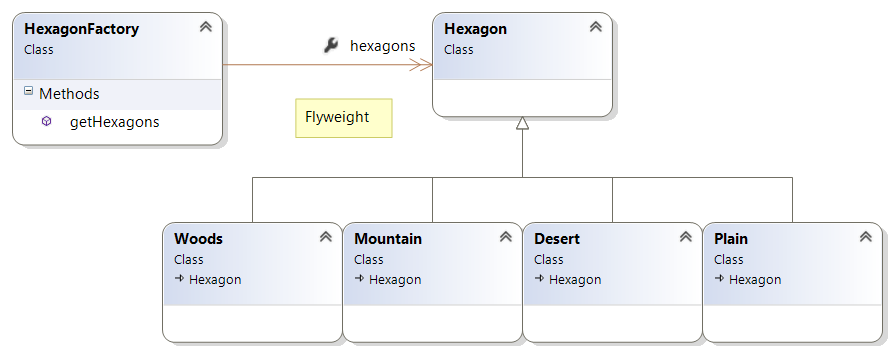 HexagonFactory
Class
Methods
getHexagons
hexagons
Flyweight
Hexagon
Class
Woods
Class
Hexagon
Mountain
Class
Hexagon
Desert
Class
Hexagon
Plain
Class
Hexagon